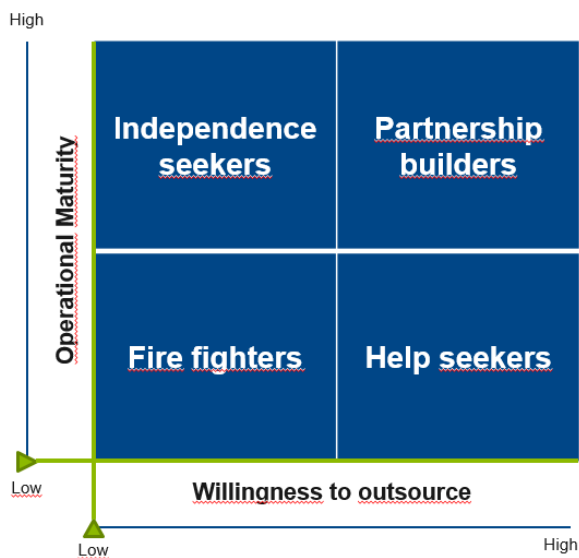 High
Independence
seekers
Partnership
builders
Operational Maturity
Fire fighters
Help seekers
Low
Willingness to outsource
Low
High